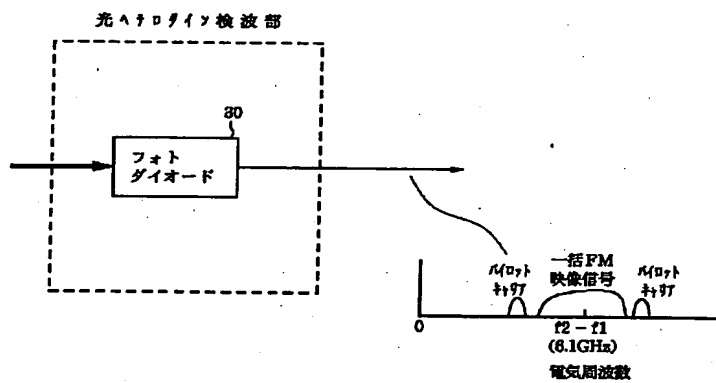 光ヘテロダイン検波部
30
フォト
ダイオード
パイロット
キャリア
一括FM
映像信号
パイロット
キャリア
0
f2－f1
(6.1GHz)
電気周波数